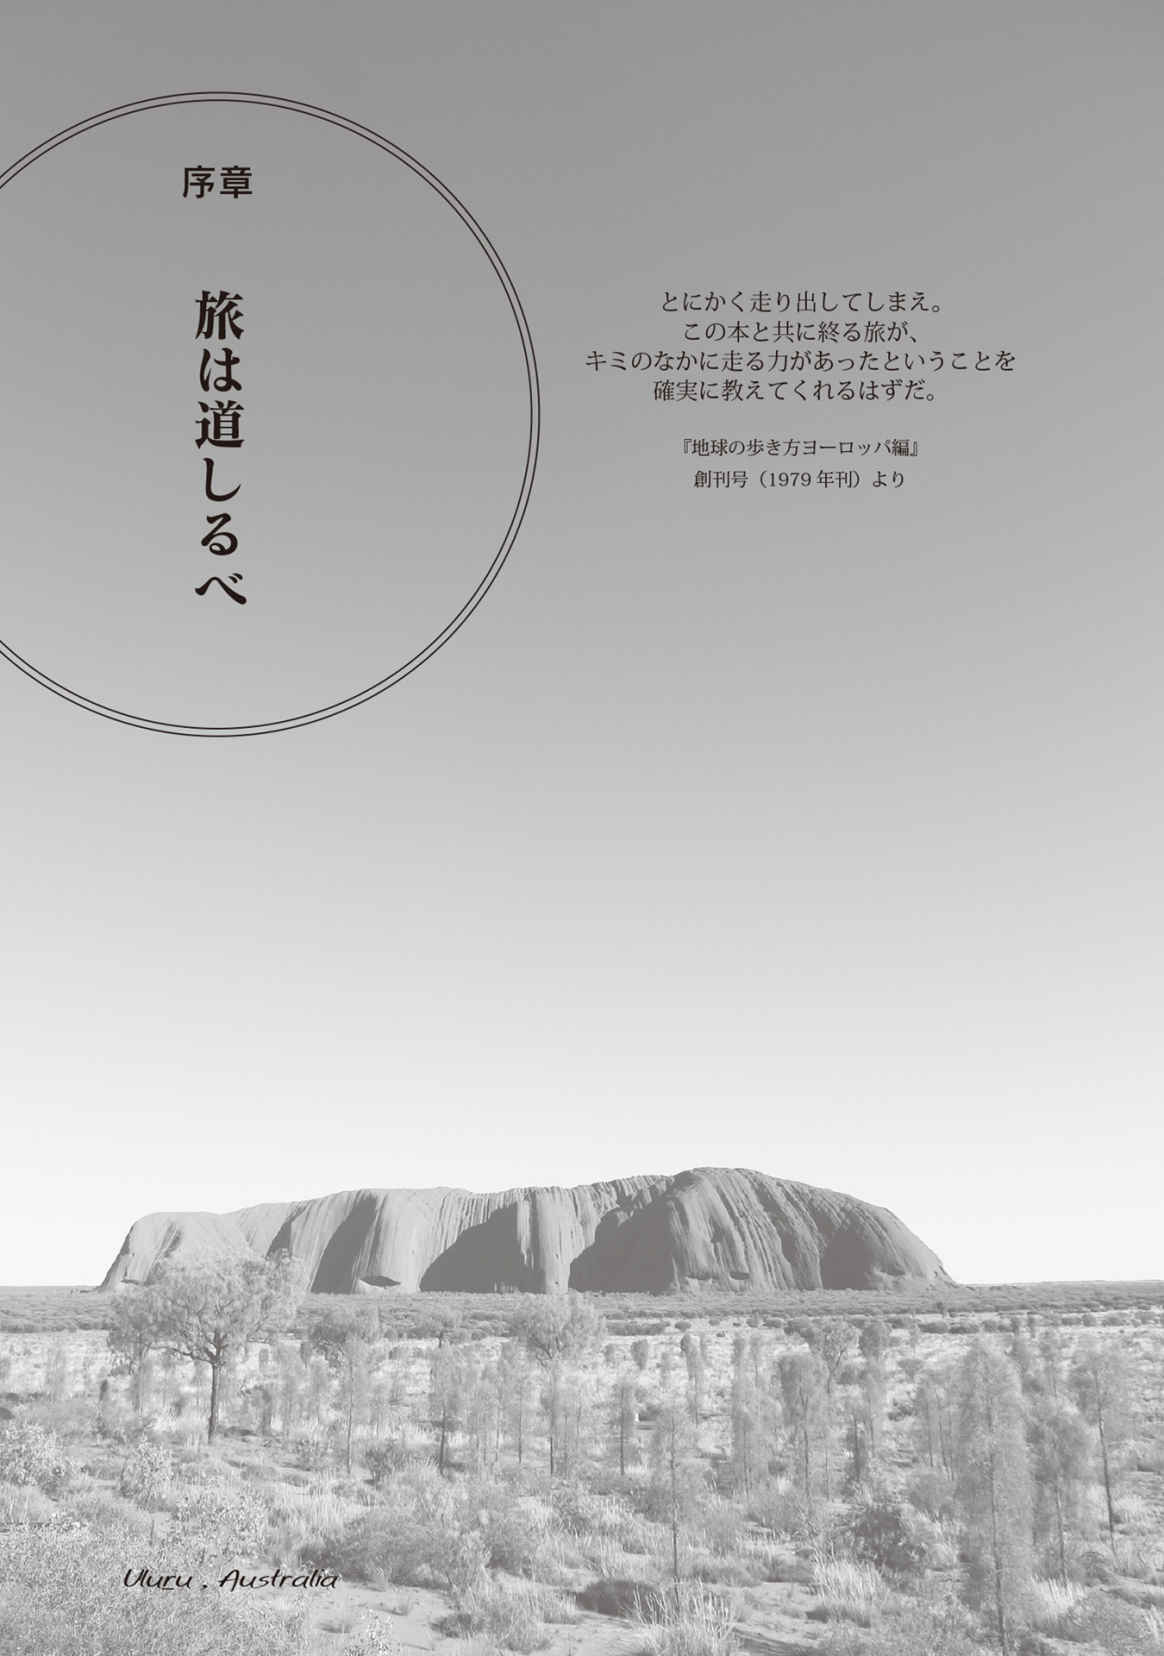 序章
旅は道しるべ
とにかく走り出してしまえ。
この本と共に終る旅が、
キミのなかに走る力があったということを
確実に教えてくれるはずだ。
『地球の歩き方ヨーロッパ編』
創刊号（1979年刊）より
Uluru , Australia